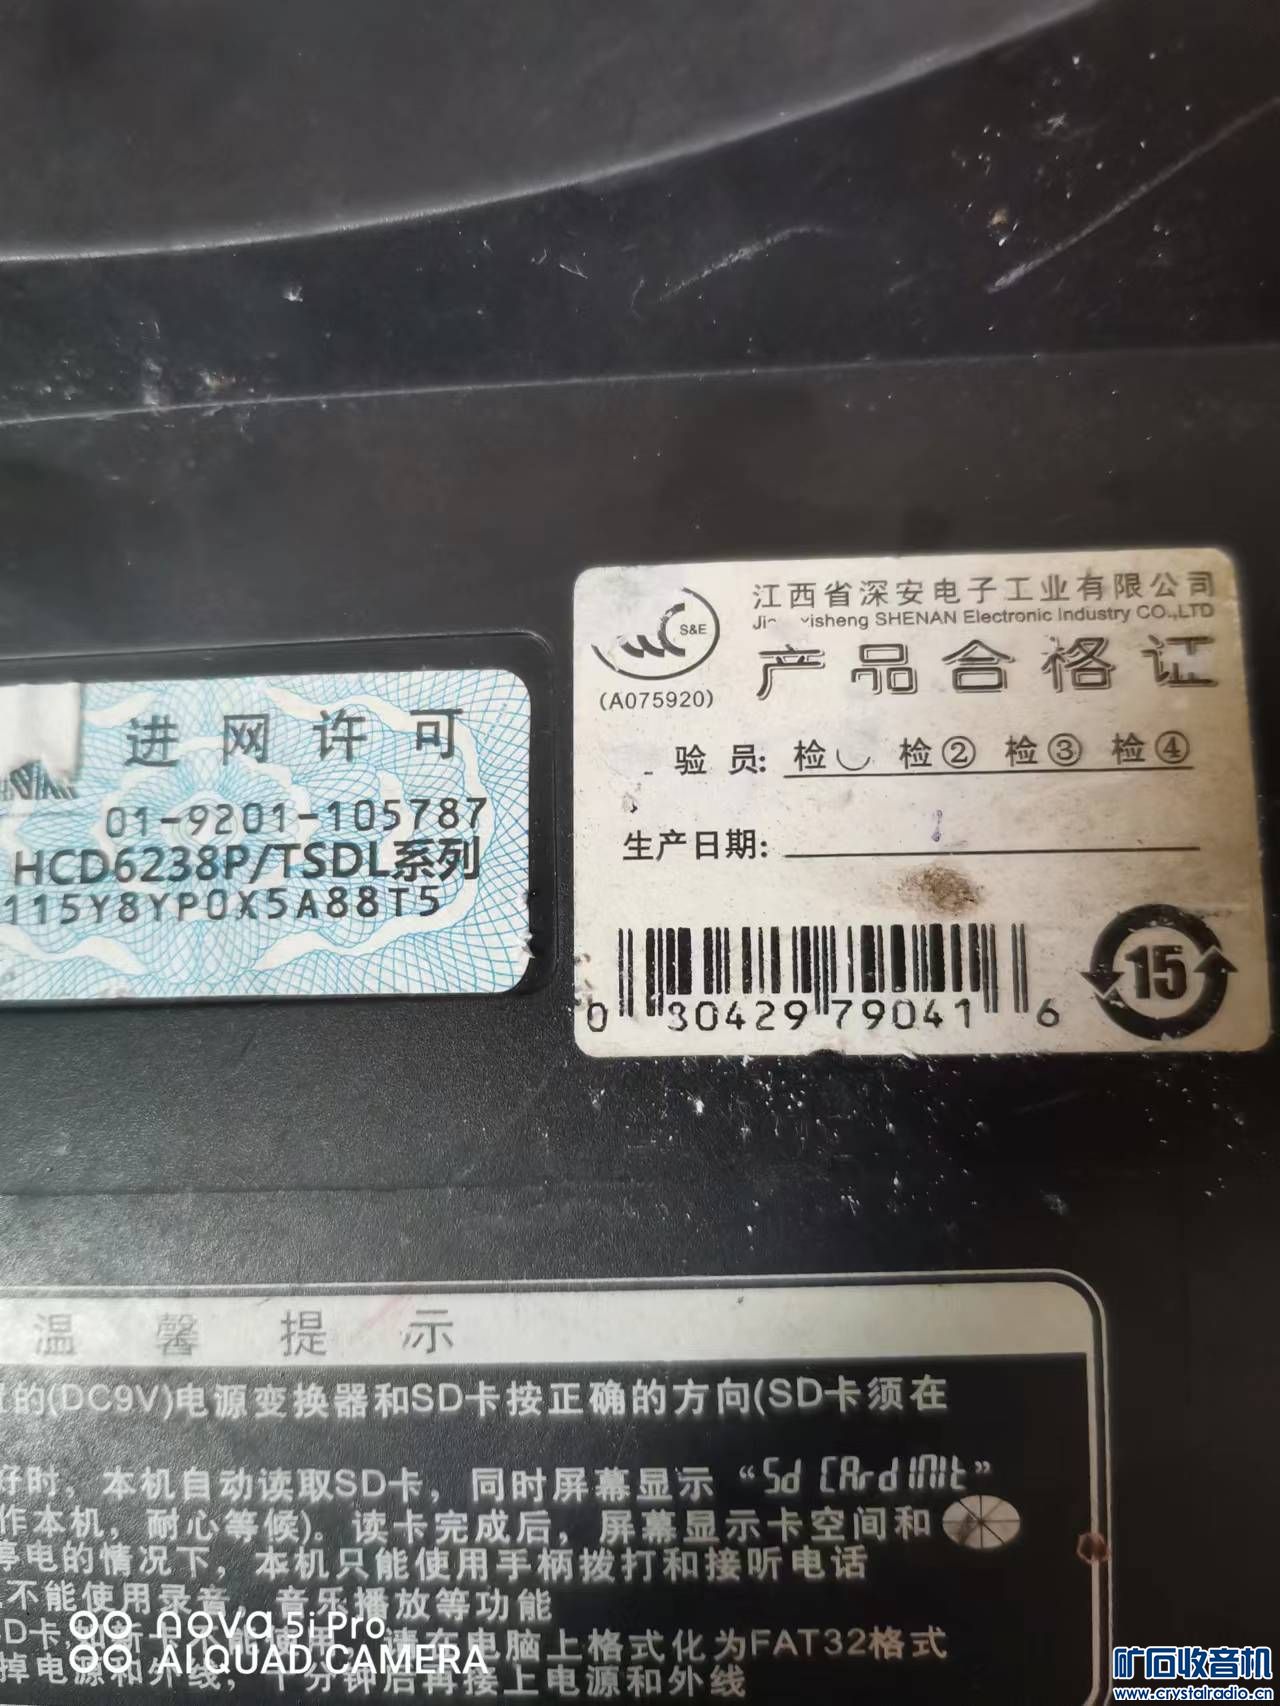 江西省深安电子工业有限公司
yisheng SHENAN Electronic Industry CO.,LTD
S&E
(A075920)
产品合格证
验员: 检 检② 检③ 检④
生产日期:
0 30429 79041 6
15
进网许可
01-9201-105787
HCD6238P/TSDL系列
115Y8YP0X5A88T5
温馨提示
的(DC9V)电源变换器和SD卡按正确的方向(SD卡须在
好时，本机自动读取SD卡，同时屏幕显示“Sd CArd INIt”
作本机，耐心等候)。读卡完成后，屏幕显示卡空间和
停电的情况下，本机只能使用手柄拨打和接听电话
不能使用录音，音乐播放等功能
D卡, 在电脑上格式化为FAT32格式
掉电源和外线，十分钟后再接上电源和外线
nova 5i Pro
AI QUAD CAMERA
矿石收音机
www.crystalradio.cn